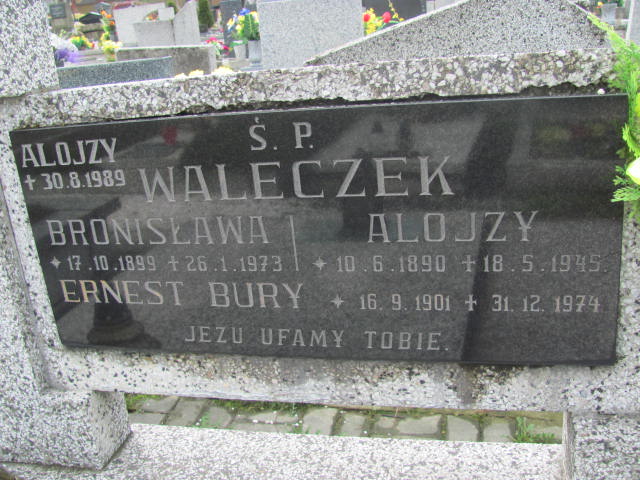 Ś. P.
ALOJZY
+ 30.8.1989
WALECZEK
BRONISŁAWA
* 17.10.1899 + 26.1.1973
ALOJZY
* 10.6.1890 + 18.5.1945.
ERNEST BURY * 16.9.1901 + 31.12.1974
JEZU UFAMY TOBIE.